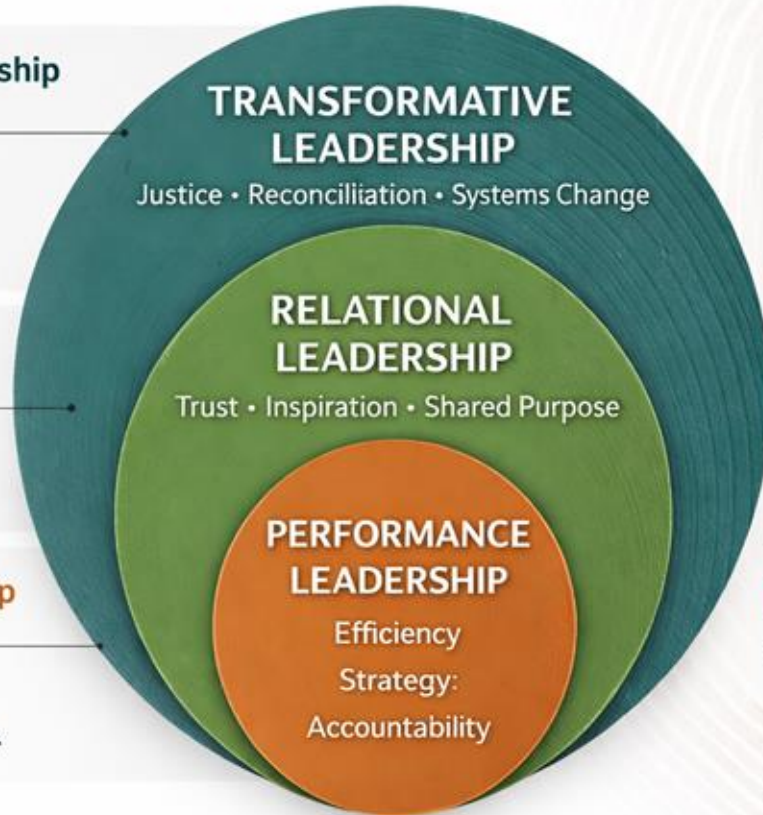 ship
TRANSFORMATIVE
LEADERSHIP
Justice • Reconciliation • Systems Change
RELATIONAL
LEADERSHIP
Trust • Inspiration • Shared Purpose
PERFORMANCE
LEADERSHIP
p
Efficiency
Strategy:
Accountability